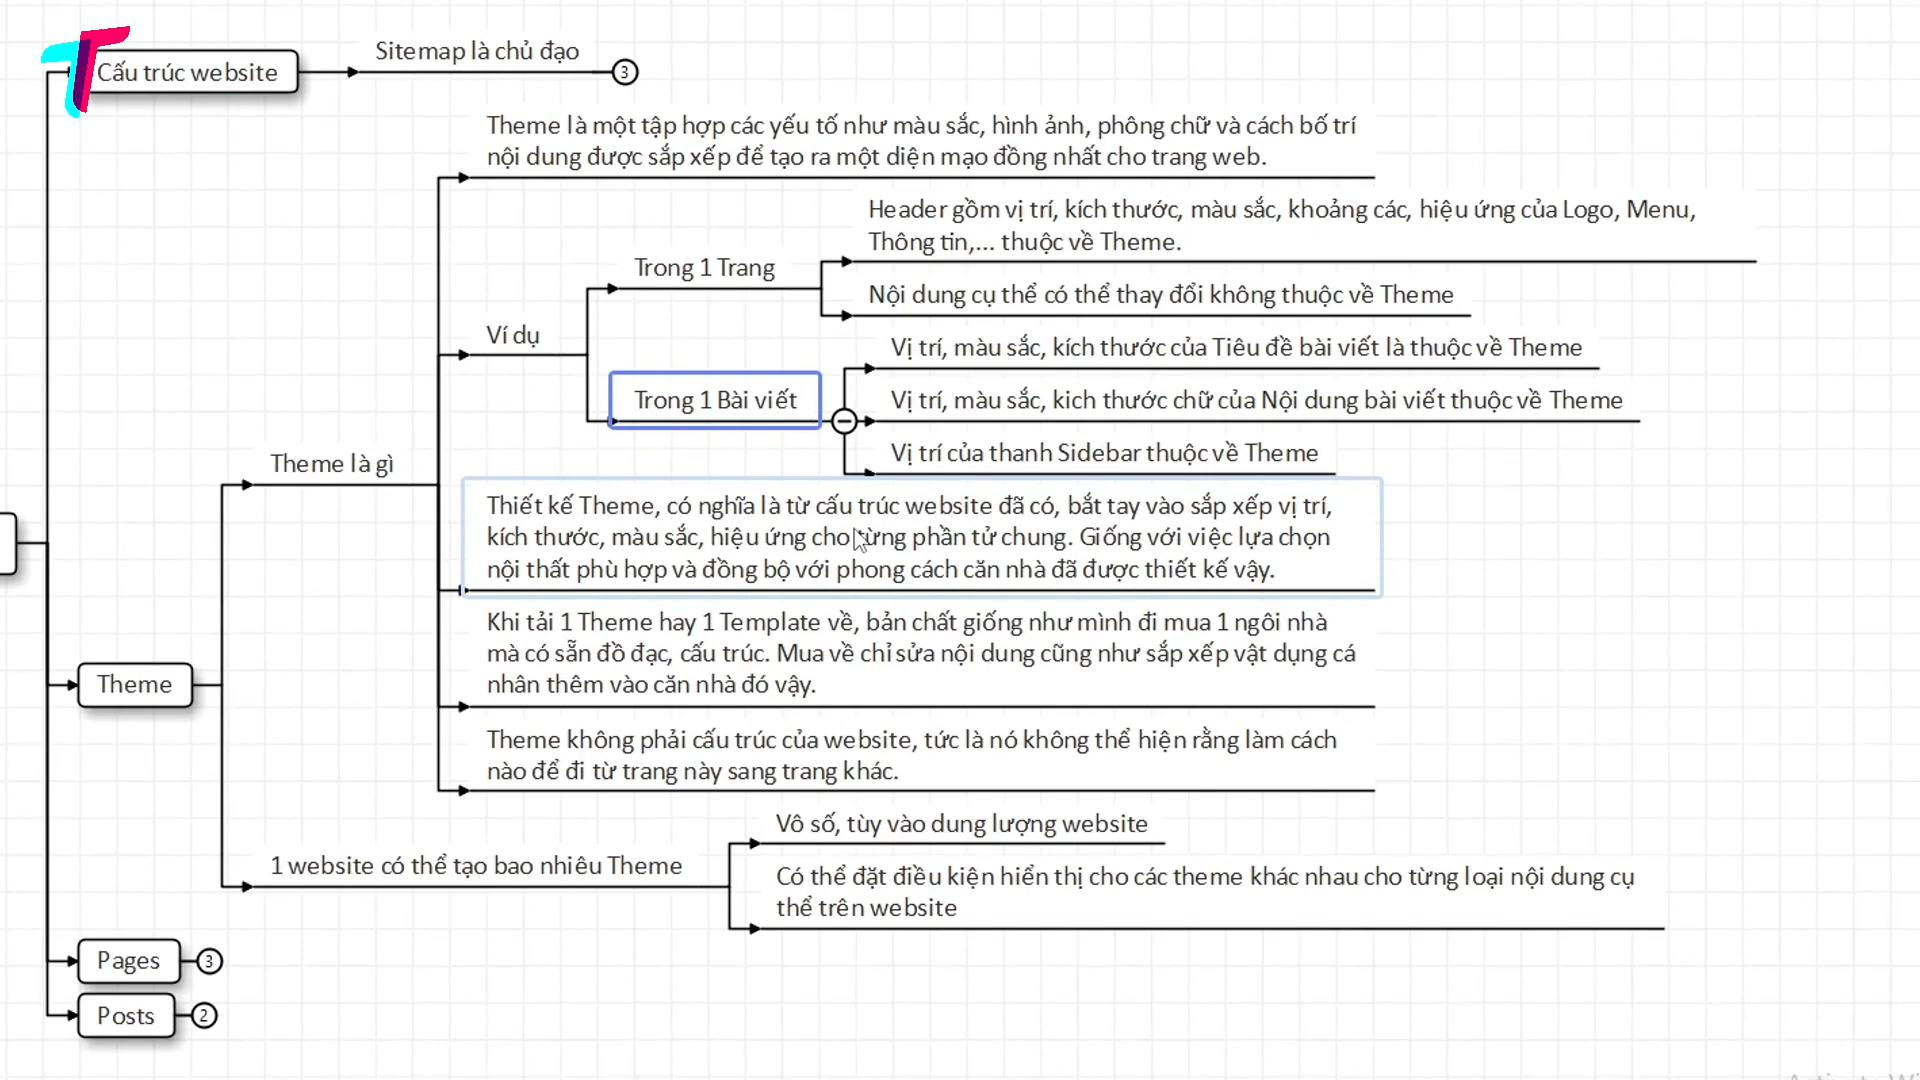 Cấu trúc website
Sitemap là chủ đạo
3
Theme là một tập hợp các yếu tố như màu sắc, hình ảnh, phông chữ và cách bố trí
nội dung được sắp xếp để tạo ra một diện mạo đồng nhất cho trang web.
Header gồm vị trí, kích thước, màu sắc, khoảng các, hiệu ứng của Logo, Menu,
Thông tin,... thuộc về Theme.
Trong 1 Trang
Nội dung cụ thể có thể thay đổi không thuộc về Theme
Ví dụ
Vị trí, màu sắc, kích thước của Tiêu đề bài viết là thuộc về Theme
Trong 1 Bài viết
Vị trí, màu sắc, kich thước chữ của Nội dung bài viết thuộc về Theme
Vị trí của thanh Sidebar thuộc về Theme
Theme là gì
Thiết kế Theme, có nghĩa là từ cấu trúc website đã có, bắt tay vào sắp xếp vị trí,
kích thước, màu sắc, hiệu ứng cho từng phần tử chung. Giống với việc lựa chọn
nội thất phù hợp và đồng bộ với phong cách căn nhà đã được thiết kế vậy.
Khi tải 1 Theme hay 1 Template về, bản chất giống như mình đi mua 1 ngôi nhà
mà có sẵn đồ đạc, cấu trúc. Mua về chỉ sửa nội dung cũng như sắp xếp vật dụng cá
nhân thêm vào căn nhà đó vậy.
Theme
Theme không phải cấu trúc của website, tức là nó không thể hiện rằng làm cách
nào để đi từ trang này sang trang khác.
Vô số, tùy vào dung lượng website
1 website có thể tạo bao nhiêu Theme
Có thể đặt điều kiện hiển thị cho các theme khác nhau cho từng loại nội dung cụ
thể trên website
Pages
3
Posts
2